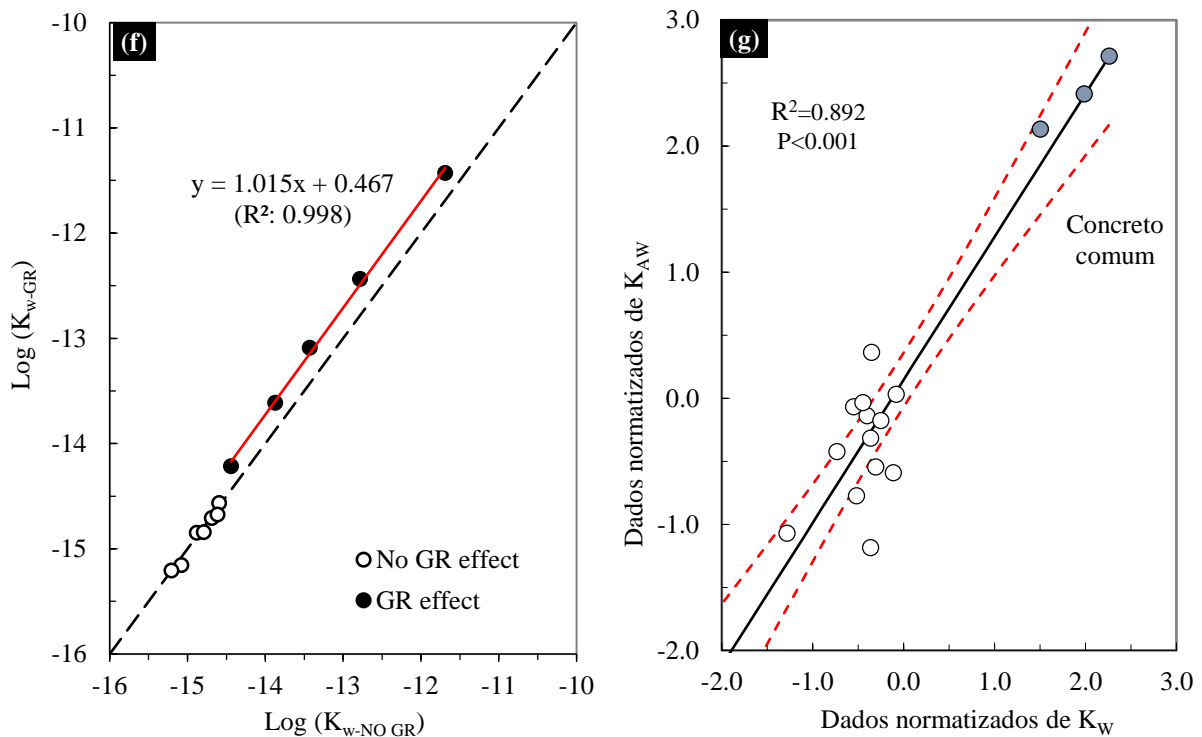 (f)
-10
-11
-12
-13
-14
-15
-16
Log (Kw-GR)
y = 1.015x + 0.467
(R²: 0.998)
No GR effect
GR effect
-16 -15 -14 -13 -12 -11 -10
Log (Kw-NO GR)
(g)
3.0
2.0
1.0
0.0
-1.0
-2.0
Dados normatizados de KAW
R2=0.892
P<0.001
Concreto
comum
-2.0 -1.0 0.0 1.0 2.0 3.0
Dados normatizados de KW